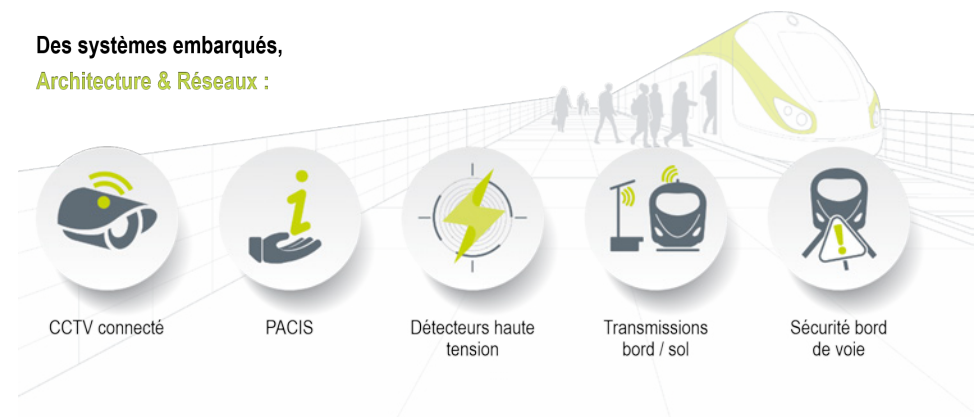 Des systèmes embarqués,
Architecture & Réseaux :
CCTV connecté
PACIS
Détecteurs haute
tension
Transmissions
bord / sol
Sécurité bord
de voie